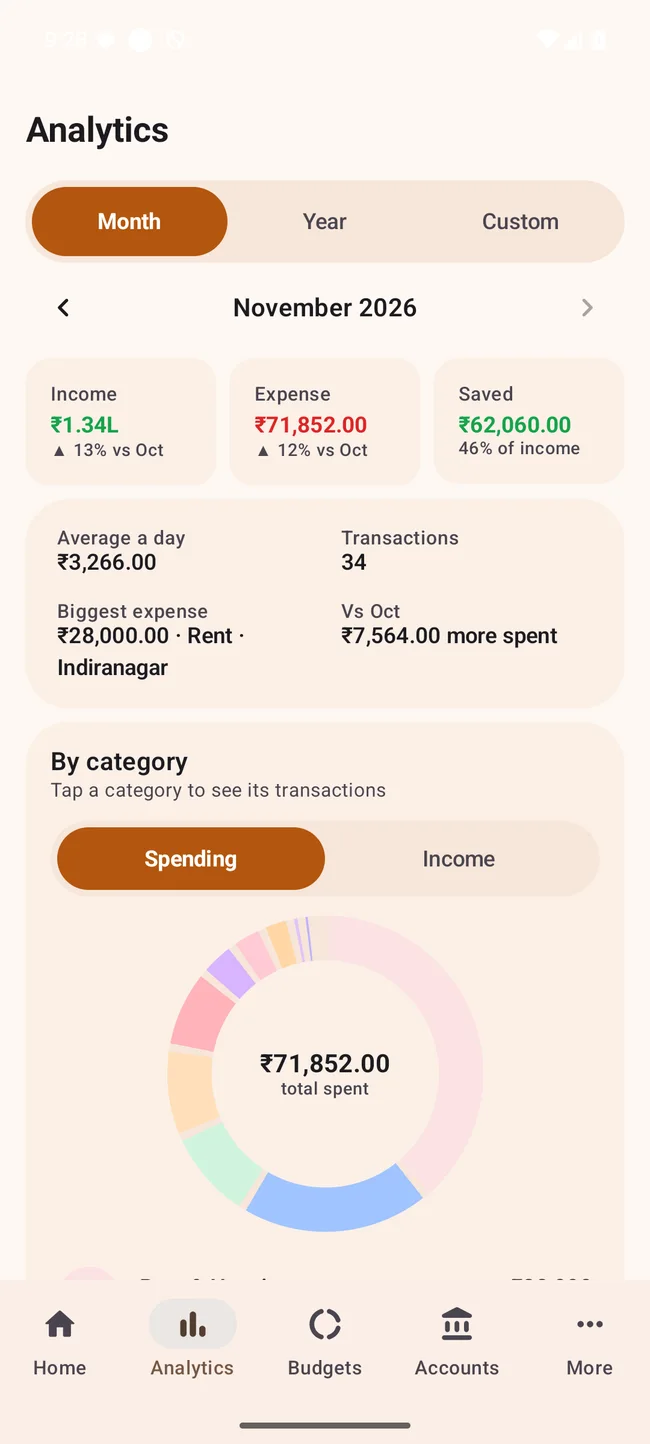 Analytics
Month Year Custom
November 2026
Income Expense Saved
₹1.34L ₹71,852.00 ₹62,060.00
▲ 13% vs Oct ▲ 12% vs Oct 46% of income
Average a day Transactions
₹3,266.00 34
Biggest expense Vs Oct
₹28,000.00 · Rent · ₹7,564.00 more spent
Indiranagar
By category
Tap a category to see its transactions
Spending Income
₹71,852.00
total spent
Home Analytics Budgets Accounts More